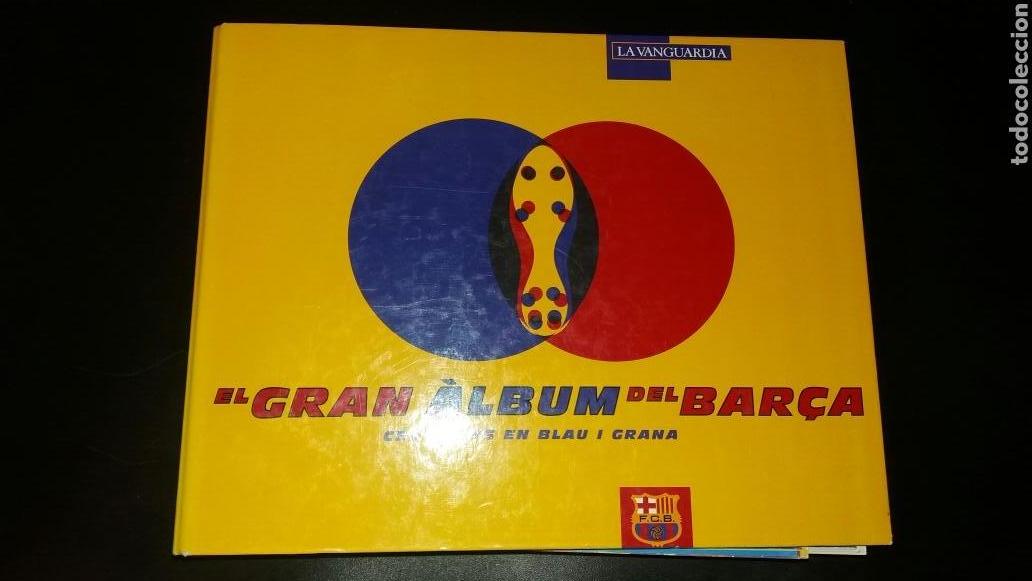 LA VANGUARDIA
EL GRAN ÀLBUM DEL BARÇA
EN BLAU I GRANA
F.C.B.
todocoleccion